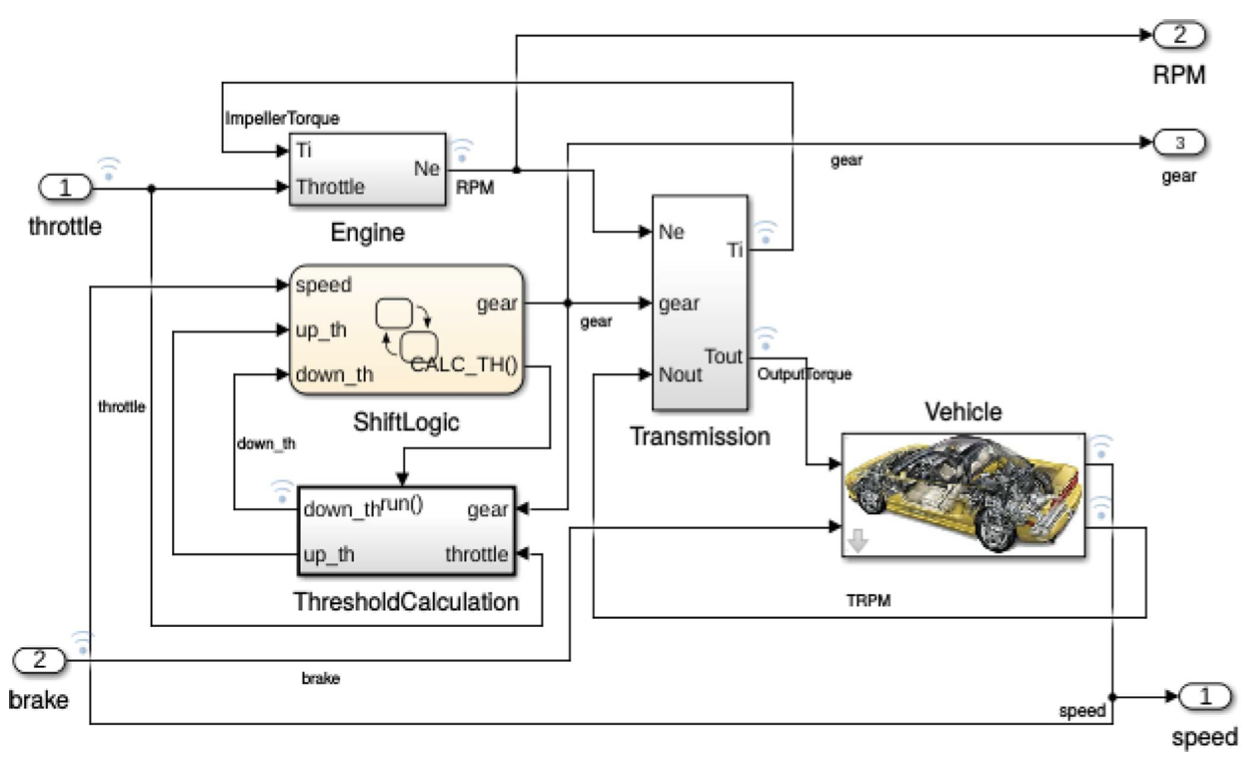 2
RPM
ImpellerTorque
Ti
Ne
Throttle
RPM
Engine
3
gear
gear
1
throttle
Ne
Ti
gear
Tout
Nout
OutputTorque
Transmission
speed
gear
up_th
CALC_TH()
down_th
ShiftLogic
gear
throttle
down_th
Vehicle
down_th
run()
gear
up_th
throttle
ThresholdCalculation
TRPM
2
brake
brake
speed
1
speed